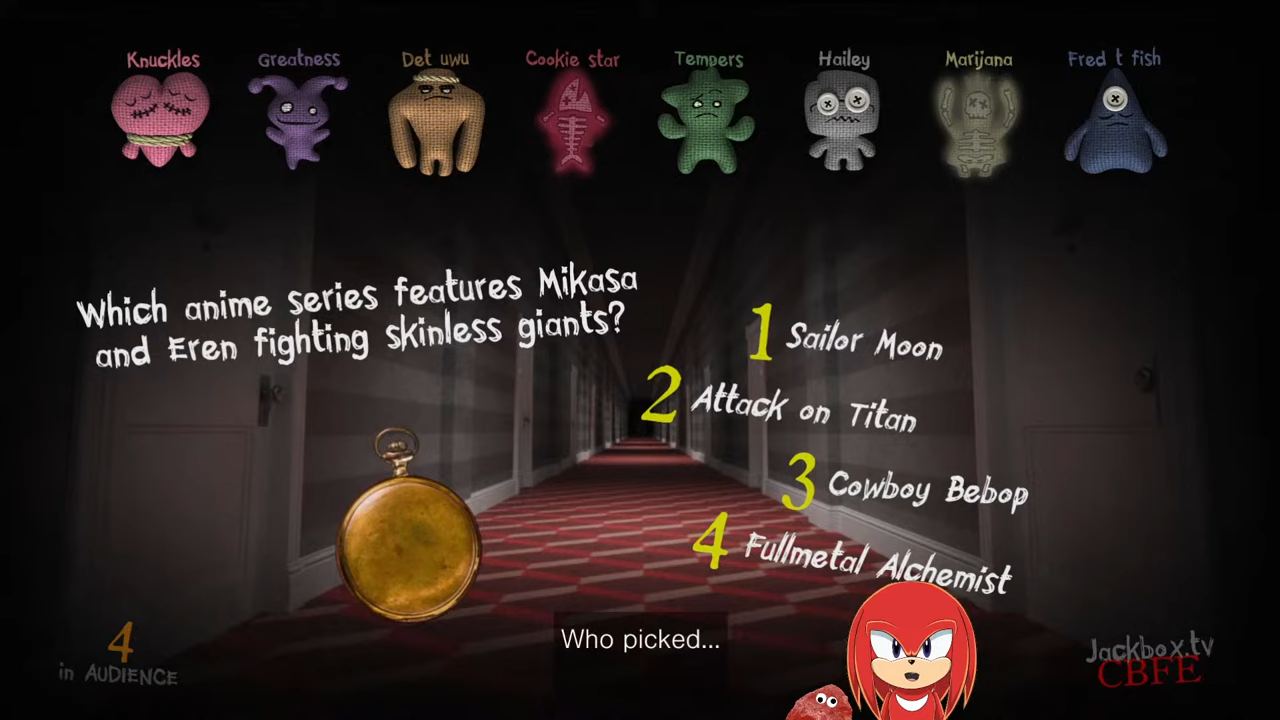 Knuckles
Greatness
Det uwu
Cookie star
Tempers
Hailey
Marijana
Fred t fish
Which anime series features Mikasa
and Eren fighting skinless giants?
1 Sailor Moon
2 Attack on Titan
3 Cowboy Bebop
4 Fullmetal Alchemist
Who picked...
4
in AUDIENCE
Jackbox.tv
CBFE